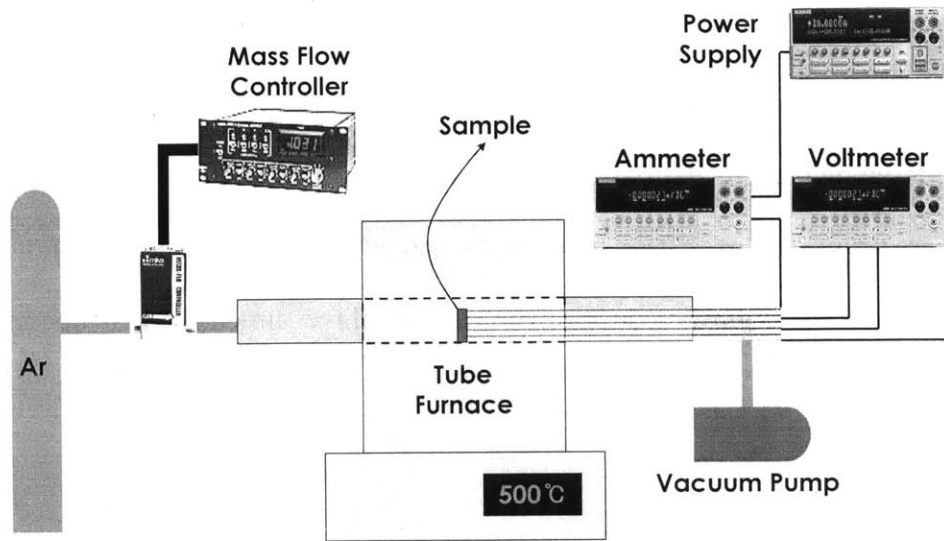 Power
Supply
Mass Flow
Controller
Sample
Ammeter
Voltmeter
Ar
Tube
Furnace
500℃
Vacuum Pump